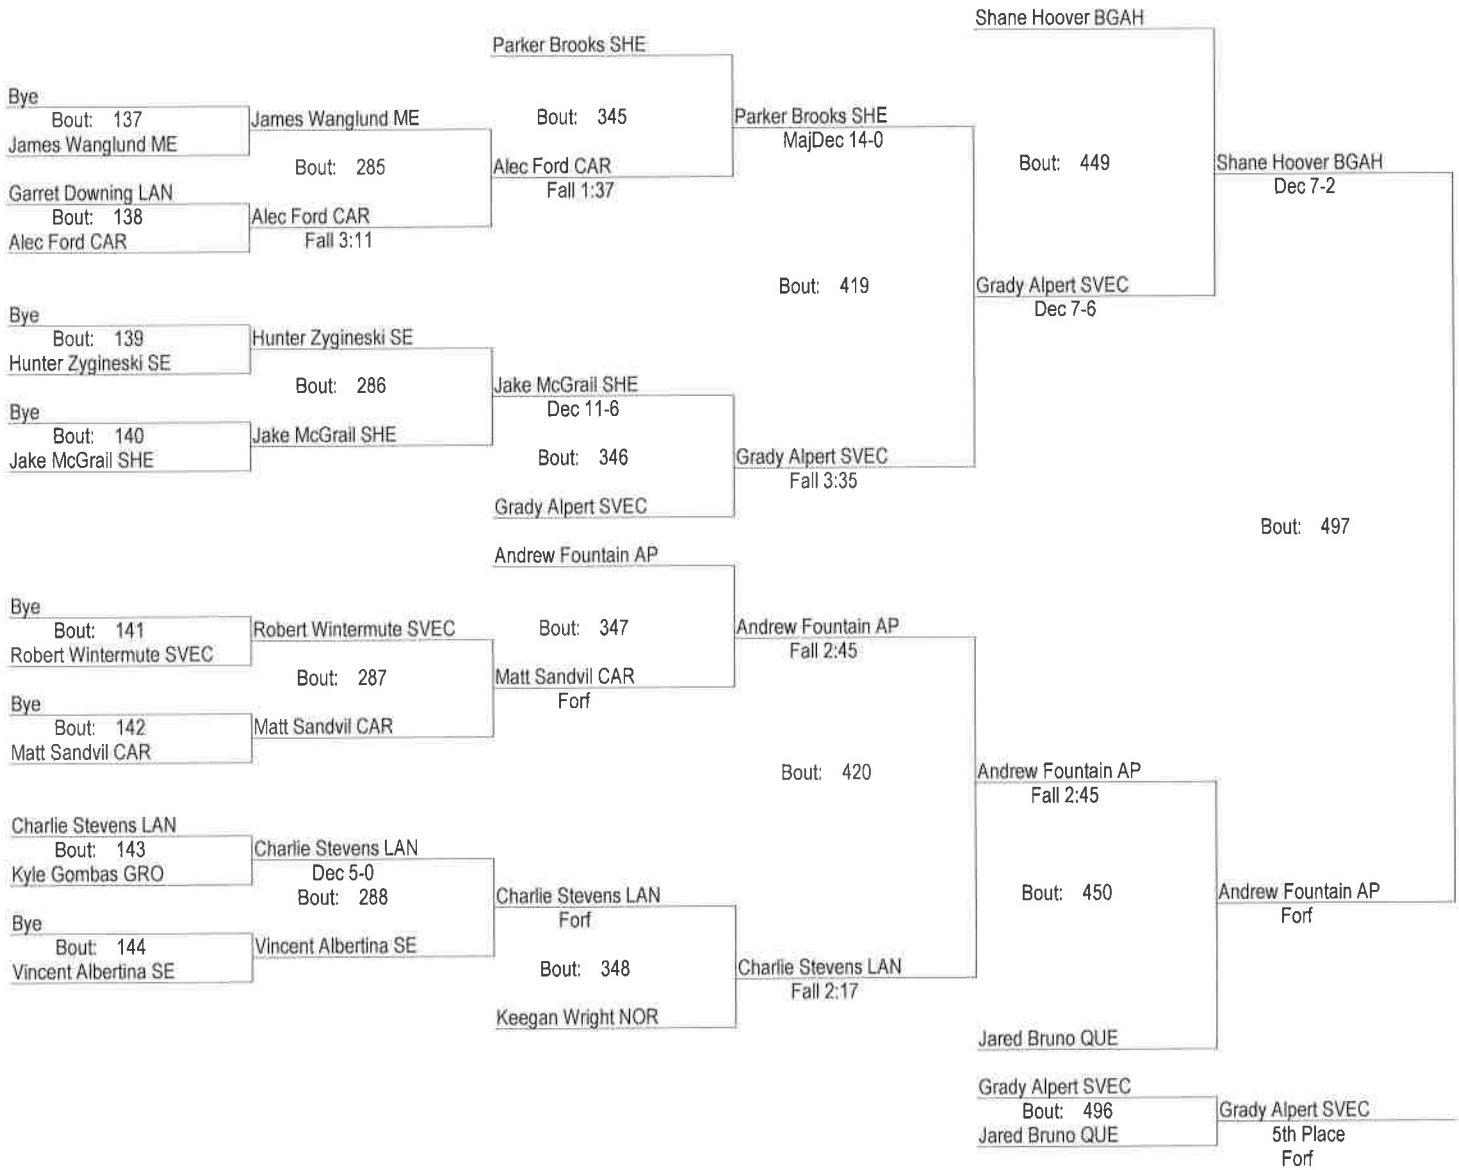 Shane Hoover BGAH
Parker Brooks SHE
Bye
Bout: 137
James Wanglund ME
James Wanglund ME
Bout: 345
Parker Brooks SHE
MajDec 14-0
Bout: 285
Alec Ford CAR
Fall 1:37
Bout: 449
Shane Hoover BGAH
Dec 7-2
Garret Downing LAN
Bout: 138
Alec Ford CAR
Alec Ford CAR
Fall 3:11
Bout: 419
Grady Alpert SVEC
Dec 7-6
Bye
Bout: 139
Hunter Zygineski SE
Hunter Zygineski SE
Bout: 286
Jake McGrail SHE
Dec 11-6
Bye
Bout: 140
Jake McGrail SHE
Jake McGrail SHE
Bout: 346
Grady Alpert SVEC
Fall 3:35
Grady Alpert SVEC
Bout: 497
Andrew Fountain AP
Bye
Bout: 141
Robert Wintermute SVEC
Robert Wintermute SVEC
Bout: 347
Andrew Fountain AP
Fall 2:45
Bout: 287
Matt Sandvil CAR
Forf
Bye
Bout: 142
Matt Sandvil CAR
Matt Sandvil CAR
Bout: 420
Andrew Fountain AP
Fall 2:45
Charlie Stevens LAN
Bout: 143
Kyle Gombas GRO
Charlie Stevens LAN
Dec 5-0
Bout: 288
Charlie Stevens LAN
Forf
Bout: 450
Andrew Fountain AP
Forf
Bye
Bout: 144
Vincent Albertina SE
Vincent Albertina SE
Bout: 348
Charlie Stevens LAN
Fall 2:17
Keegan Wright NOR
Jared Bruno QUE
Grady Alpert SVEC
Bout: 496
Jared Bruno QUE
Grady Alpert SVEC
5th Place
Forf